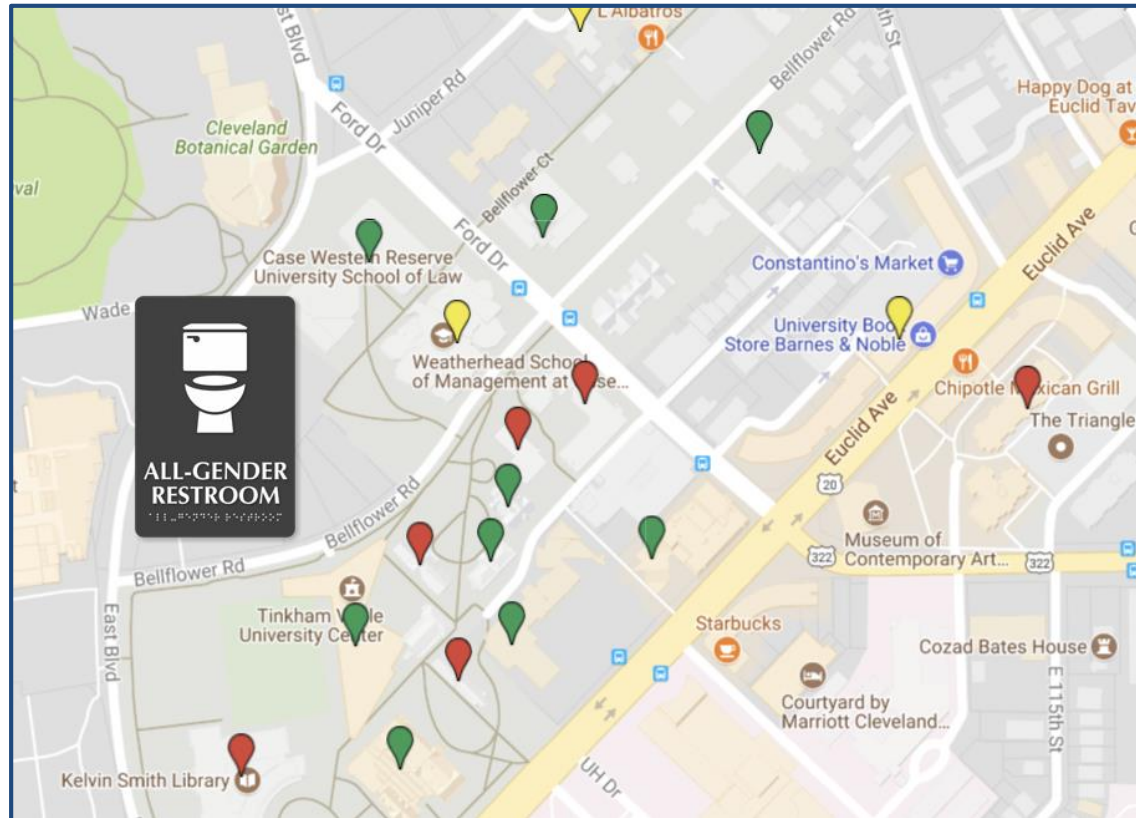 L'Albatros
Bellflower Rd
Juniper Rd
Ford Dr
Happy Dog at
Euclid Tav
Cleveland
Botanical Garden
Bellflower Ct
Euclid Ave
Case Western Reserve
University School of Law
Ford Dr
Constantino's Market
Wade
University Boo
Store Barnes & Noble
Weatherhead School
of Management at
Chipotle Mexican Grill
Euclid Ave
The Triangle
ALL-GENDER
RESTROOM
20
Museum of
Contemporary Art...
322
322
Bellflower Rd
Bellflower Rd
East Blvd
Tinkham
University Center
Starbucks
Cozad Bates House
Courtyard by
Marriott Cleveland...
E 115th St
Kelvin Smith Library
UH Dr